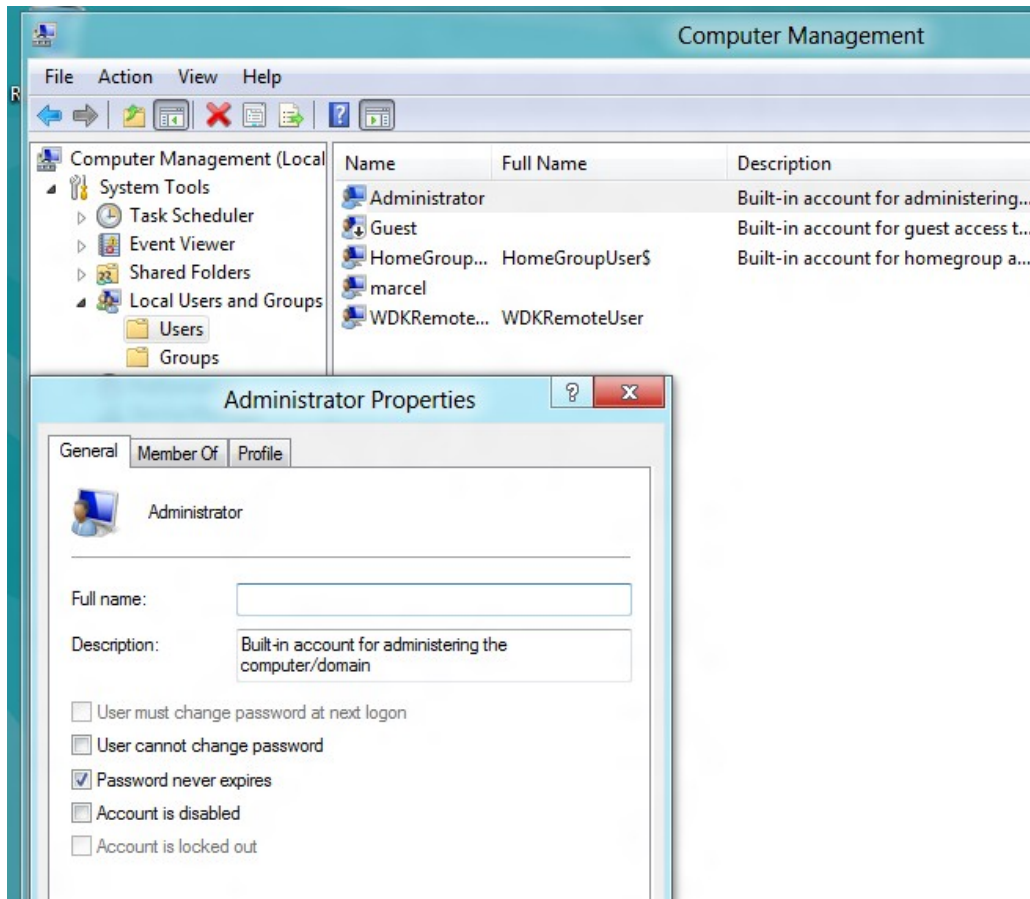 Computer Management
File Action View Help
R
Computer Management (Local
System Tools
Task Scheduler
Event Viewer
Shared Folders
Local Users and Groups
Users
Groups
Name Full Name Description
Administrator Built-in account for administering...
Guest Built-in account for guest access t...
HomeGroup... HomeGroupUser$ Built-in account for homegroup a...
marcel
WDKRemote... WDKRemoteUser
Administrator Properties
General Member Of Profile
Administrator
Full name:
Description: Built-in account for administering the
computer/domain
User must change password at next logon
User cannot change password
Password never expires
Account is disabled
Account is locked out